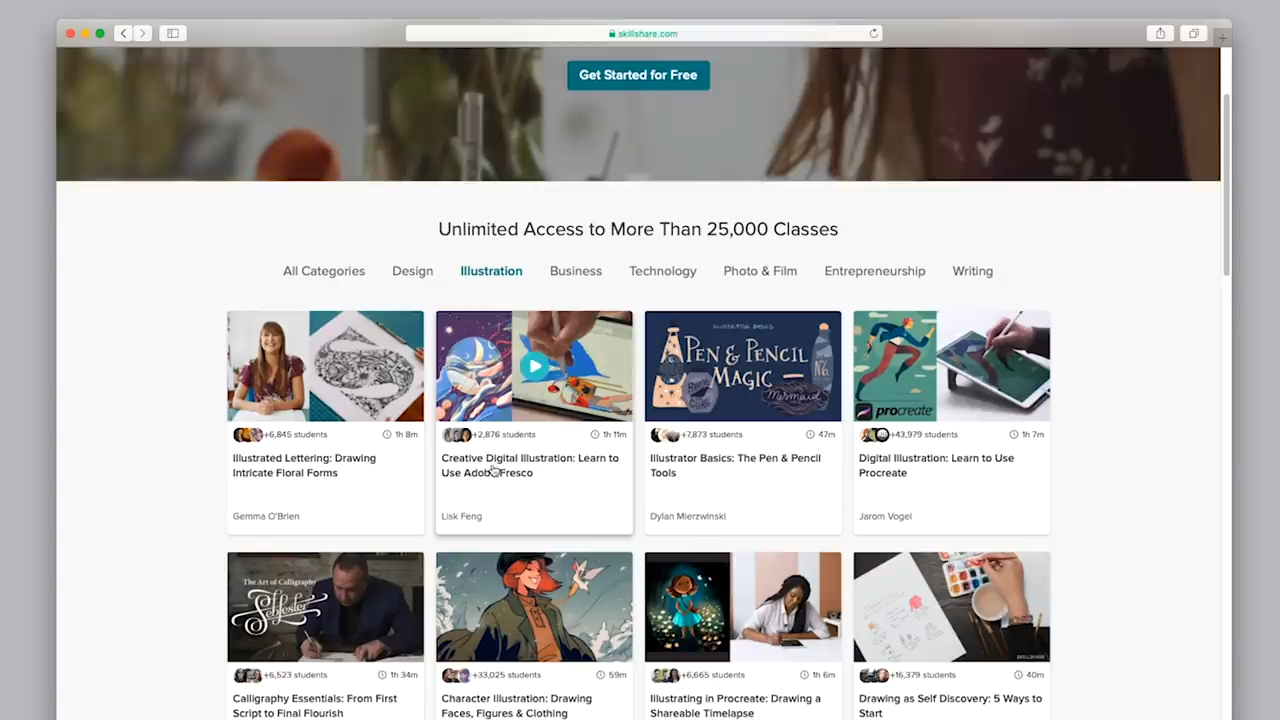 skillshare.com
Get Started for Free
Unlimited Access to More Than 25,000 Classes
All Categories Design Illustration Business Technology Photo & Film Entrepreneurship Writing
ILLUSTRATOR BASICS:
PEN & PENCIL
MAGIC
No.
Mermaid
procreate
+6,845 students 1h 8m
Illustrated Lettering: Drawing
Intricate Floral Forms
Gemma O'Brien
+2,876 students 1h 11m
Creative Digital Illustration: Learn to
Use Adobe Fresco
Lisk Feng
+7,873 students 47m
Illustrator Basics: The Pen & Pencil
Tools
Dylan Mierzwinski
+43,979 students 1h 7m
Digital Illustration: Learn to Use
Procreate
Jarom Vogel
The Art of Calligraphy
SKILLSHARE
+6,523 students 1h 34m
Calligraphy Essentials: From First
Script to Final Flourish
+33,025 students 59m
Character Illustration: Drawing
Faces, Figures & Clothing
+6,665 students 1h 6m
Illustrating in Procreate: Drawing a
Shareable Timelapse
+16,379 students 40m
Drawing as Self Discovery: 5 Ways to
Start